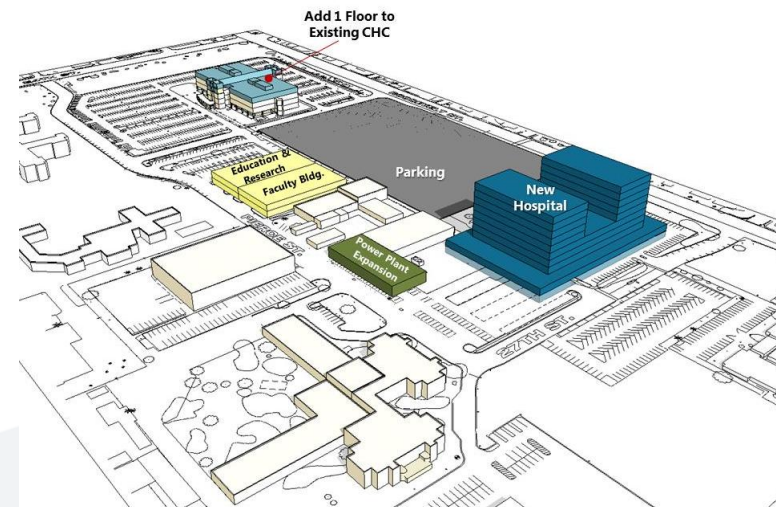 Add 1 Floor to
Existing CHC
Education &
Research
Faculty Bldg.
Parking
New
Hospital
Power Plant
Expansion
27TH ST.